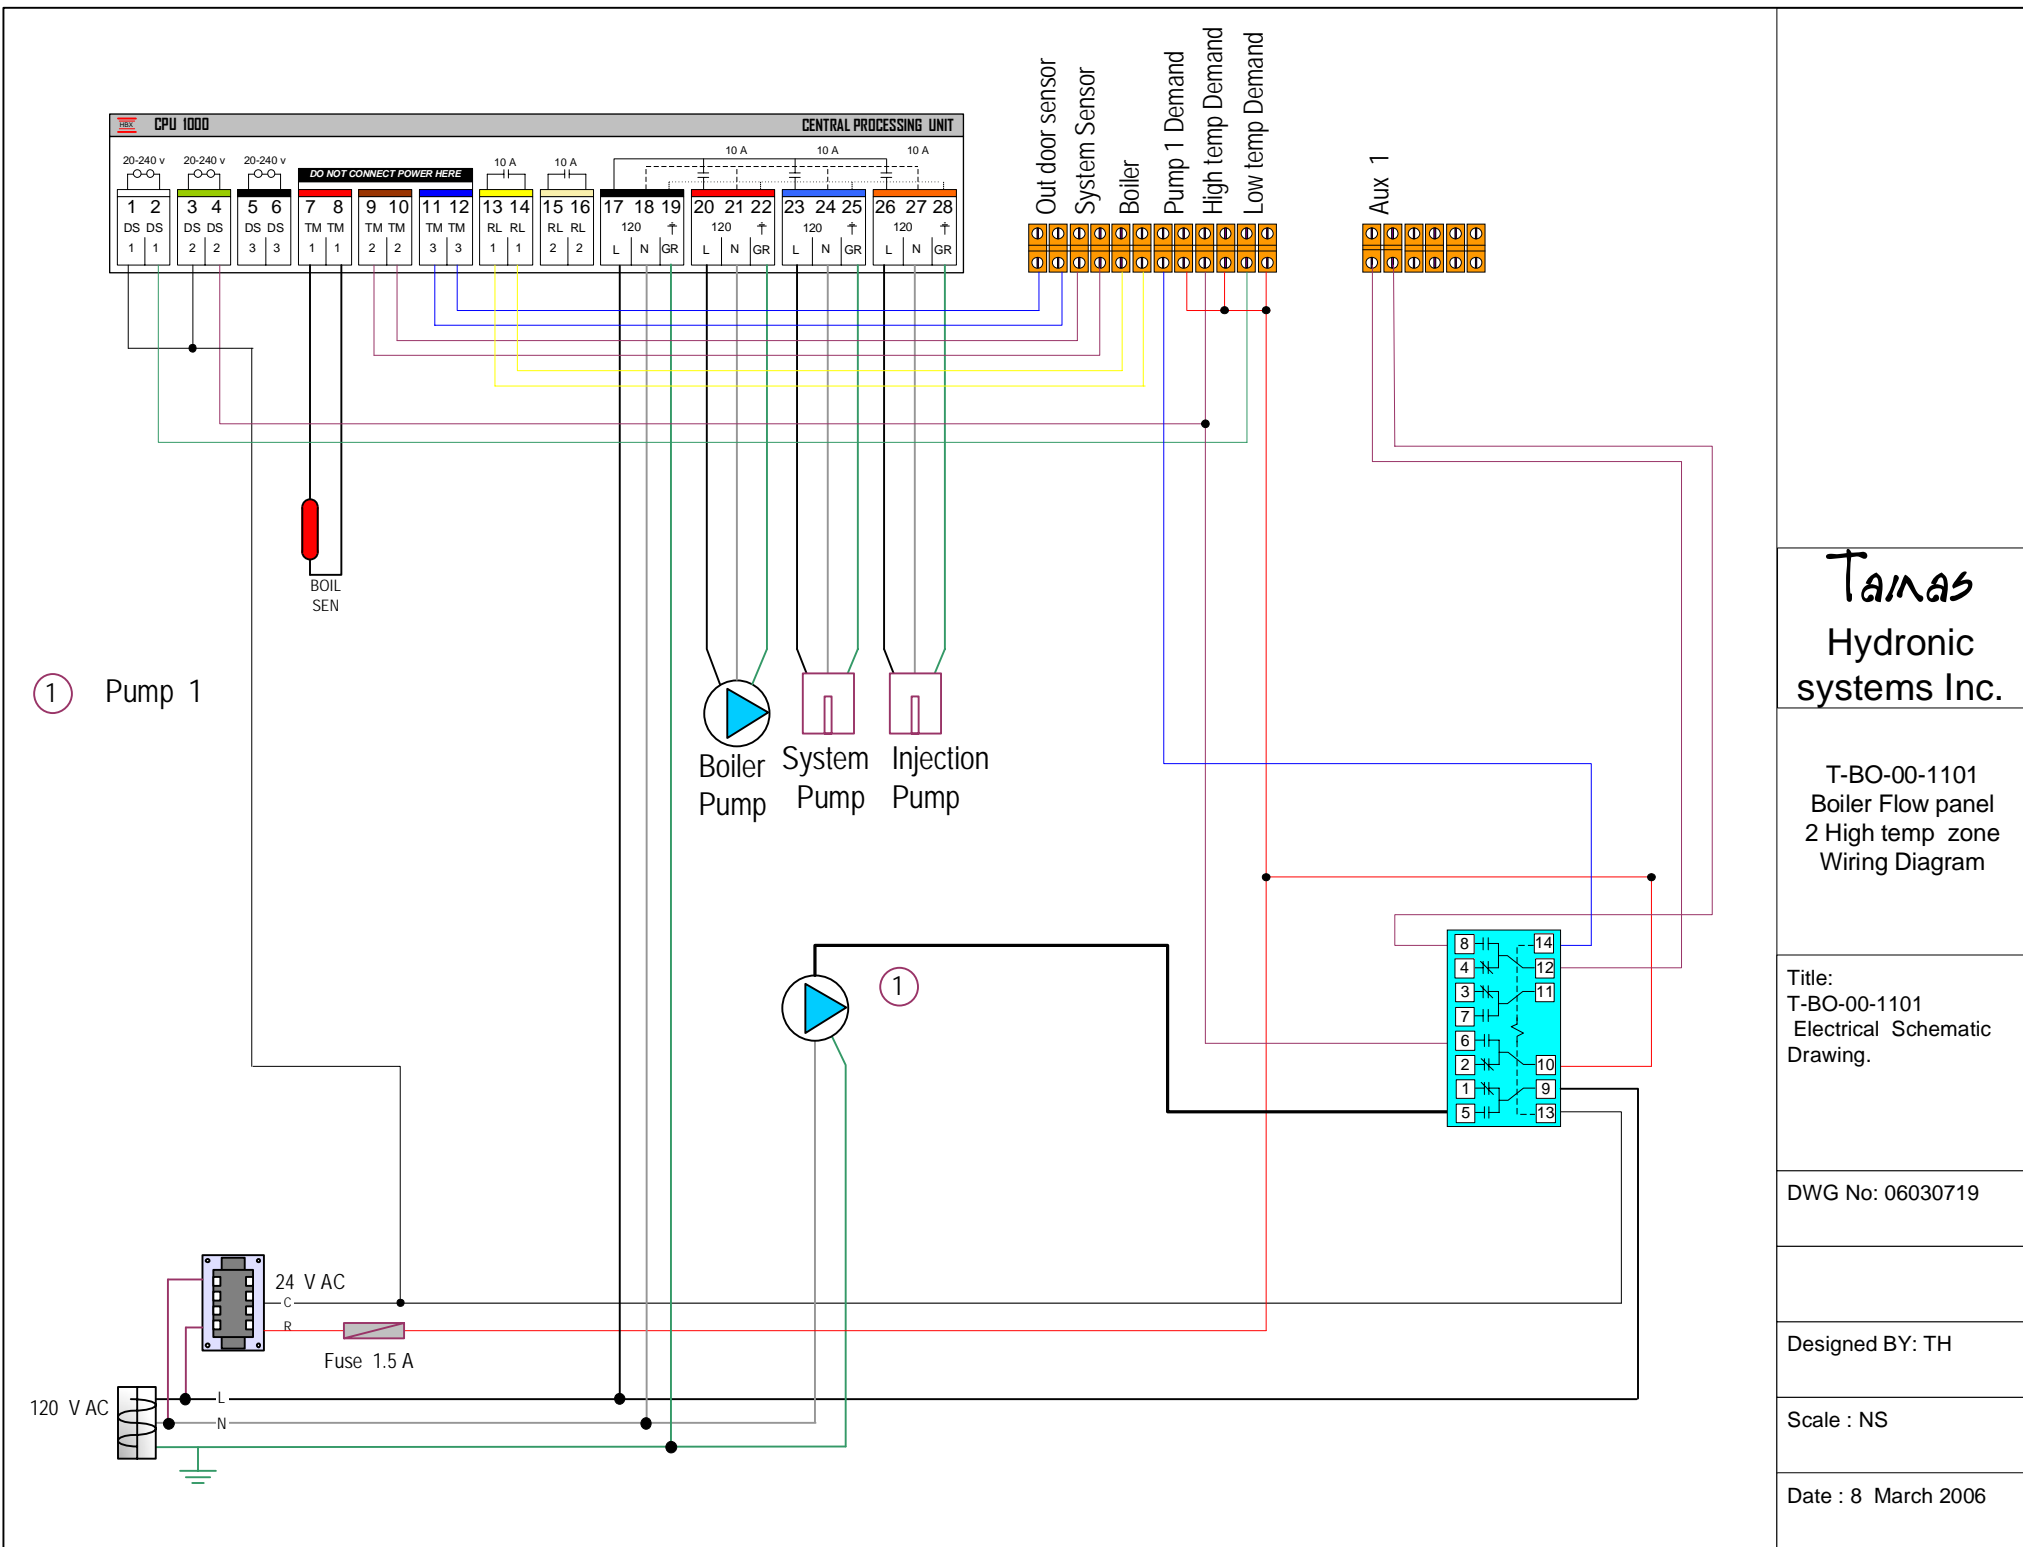 Out door sensor
System Sensor
Boiler
Pump 1 Demand
High temp Demand
Low temp Demand
Aux 1
HBX CPU 1000 CENTRAL PROCESSING UNIT
20-240 v 20-240 v 20-240 v 10 A 10 A 10 A 10 A 10 A
DO NOT CONNECT POWER HERE
1 2 3 4 5 6 7 8 9 10 11 12 13 14 15 16 17 18 19 20 21 22 23 24 25 26 27 28
DS DS DS DS DS DS TM TM TM TM TM TM RL RL RL RL 120 120 120 120
1 1 2 2 3 3 1 1 2 2 3 3 1 1 2 2 L N GR L N GR L N GR L N GR
BOIL
SEN
1 Pump 1
Boiler
Pump
System
Pump
Injection
Pump
1
8 14
4 12
3 11
7
6
2 10
1 9
5 13
24 V AC
C
R
Fuse 1.5 A
120 V AC
L
N
Tamas
Hydronic
systems Inc.
T-BO-00-1101
Boiler Flow panel
2 High temp zone
Wiring Diagram
Title:
T-BO-00-1101
Electrical Schematic
Drawing.
DWG No: 06030719
Designed BY: TH
Scale : NS
Date : 8 March 2006